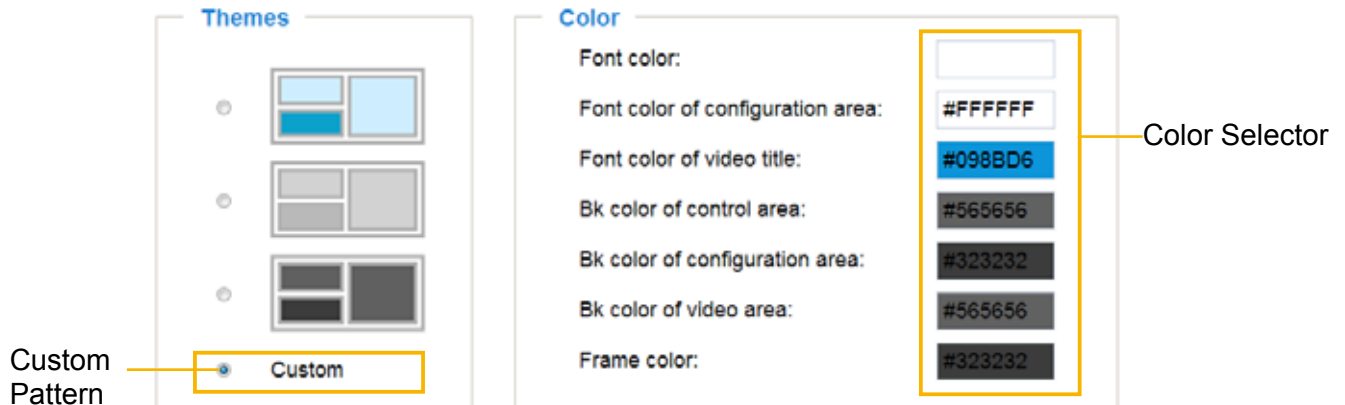 Themes
Custom
Color
Font color:
Font color of configuration area: #FFFFFF
Font color of video title: #098BD6
Bk color of control area: #565656
Bk color of configuration area: #323232
Bk color of video area: #565656
Frame color: #323232
Color Selector
Custom
Pattern